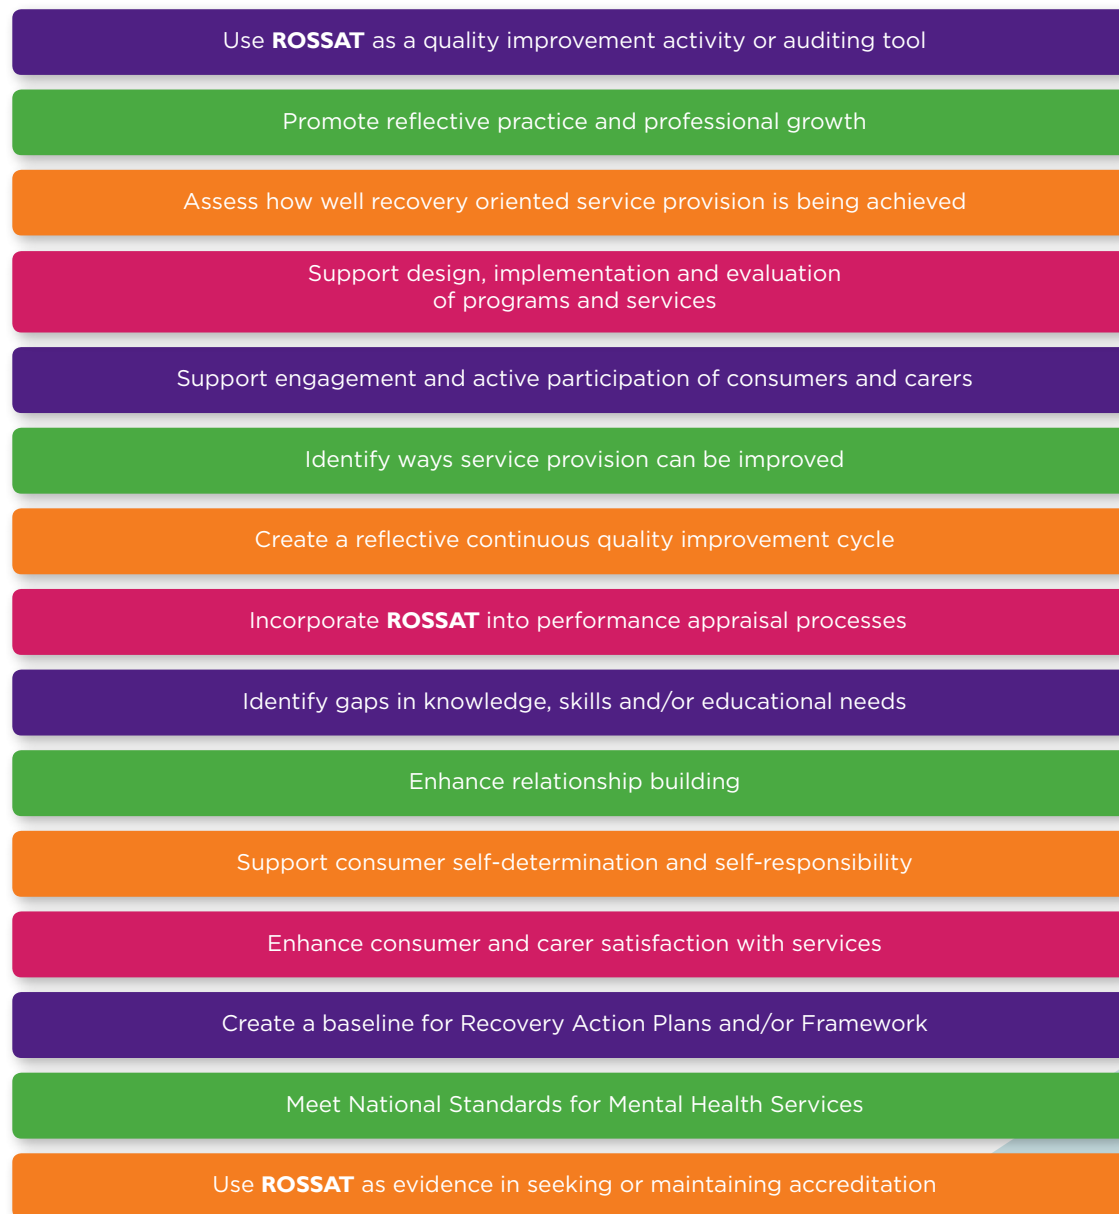 Use ROSSAT as a quality improvement activity or auditing tool
Promote reflective practice and professional growth
Assess how well recovery oriented service provision is being achieved
Support design, implementation and evaluation
of programs and services
Support engagement and active participation of consumers and carers
Identify ways service provision can be improved
Create a reflective continuous quality improvement cycle
Incorporate ROSSAT into performance appraisal processes
Identify gaps in knowledge, skills and/or educational needs
Enhance relationship building
Support consumer self-determination and self-responsibility
Enhance consumer and carer satisfaction with services
Create a baseline for Recovery Action Plans and/or Framework
Meet National Standards for Mental Health Services
Use ROSSAT as evidence in seeking or maintaining accreditation